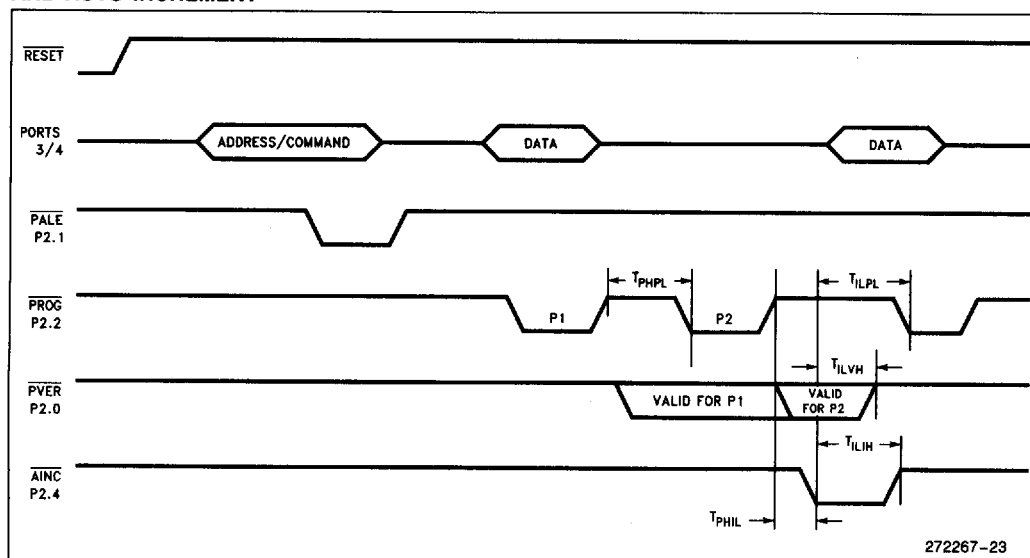 RESET
PORTS
3/4
ADDRESS/COMMAND
DATA
DATA
PALE
P2.1
PROG
P2.2
P1
TPHPL
P2
TILPL
PVER
P2.0
VALID FOR P1
VALID
FOR P2
TILVH
AINC
P2.4
TILIH
TPHIL
272267-23